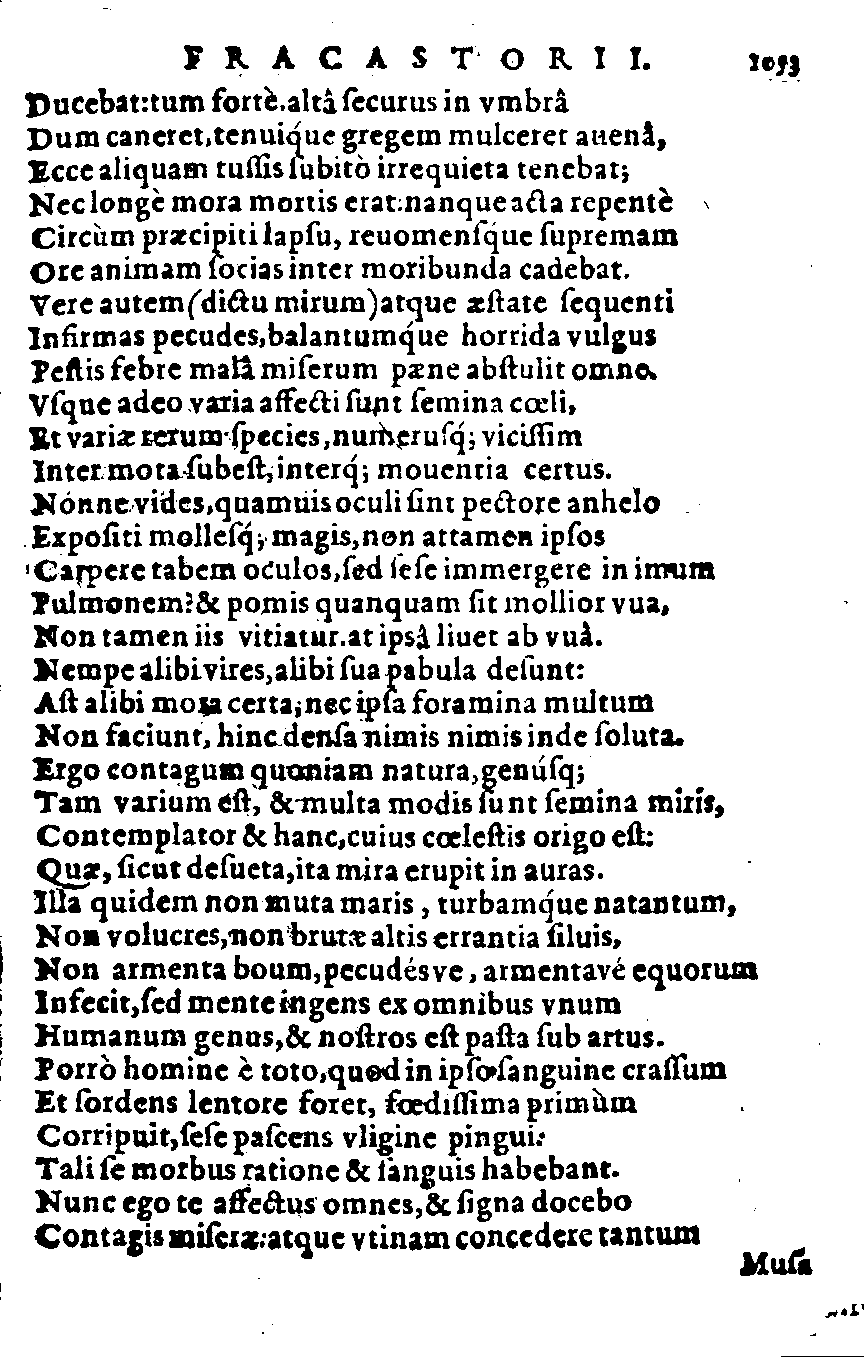 FRACASTORII. 1053
Ducebat:tum fortè.altâ ſecurus in vmbrâ
Dum caneret,tenuiq́ue gregem mulceret auenâ,
Ecce aliquam tuſſis ſubitò irrequieta tenebat;
Nec longè mora mortis erat:nanque acta repentè
Circùm præcipiti lapſu, reuomenſq́ue ſupremam
Ore animam ſocias inter moribunda cadebat.
Vere autem (dictu mirum)atque æſtate ſequenti
Infirmas pecudes,balantumq́ue horrida vulgus
Peſtis febre malâ miſerum pæne abſtulit omne.
Vſque adeo varia affecti ſunt ſemina cœli,
Et variæ rerum ſpecies,numeruſq́; viciſſim
Inter mota ſubeſt,interq́; mouentia certus.
Nónne vides,quamuis oculi ſint pectore anhelo
Expoſiti molleſq́; magis,non attamen ipſos
Carpere tabem oculos,ſed ſeſe immergere in imum
Pulmonem?& pomis quanquam ſit mollior vua,
Non tamen iis vitiatur.at ipsâ liuet ab vuâ.
Nempe alibi vires,alibi ſua pabula deſunt:
Aſt alibi mora certa;nec ipſa foramina multum
Non faciunt, hinc denſa nimis nimis inde ſoluta.
Ergo contagum quoniam natura,genúſq;
Tam varium eſt, & multa modis ſunt ſemina miris,
Contemplator & hanc,cuius cœleſtis origo eſt:
Quæ, ſicut deſueta,ita mira erupit in auras.
Illa quidem non muta maris , turbamq́ue natantum,
Non volucres,non brutæ altis errantia ſiluis,
Non armenta boum,pecudésve , armentavé equorum
Infecit,ſed mente ingens ex omnibus vnum
Humanum genus,& noſtros eſt paſta ſub artus.
Porrò homine è toto,quod in ipſo ſanguine craſſum
Et ſordens lentore foret, fœdiſſima primùm
Corripuit,ſeſe paſcens vligine pingui:
Tali ſe morbus ratione & ſanguis habebant.
Nunc ego te affectus omnes,& ſigna docebo
Contagis miſeræ:atque vtinam concedere tantum
Muſa